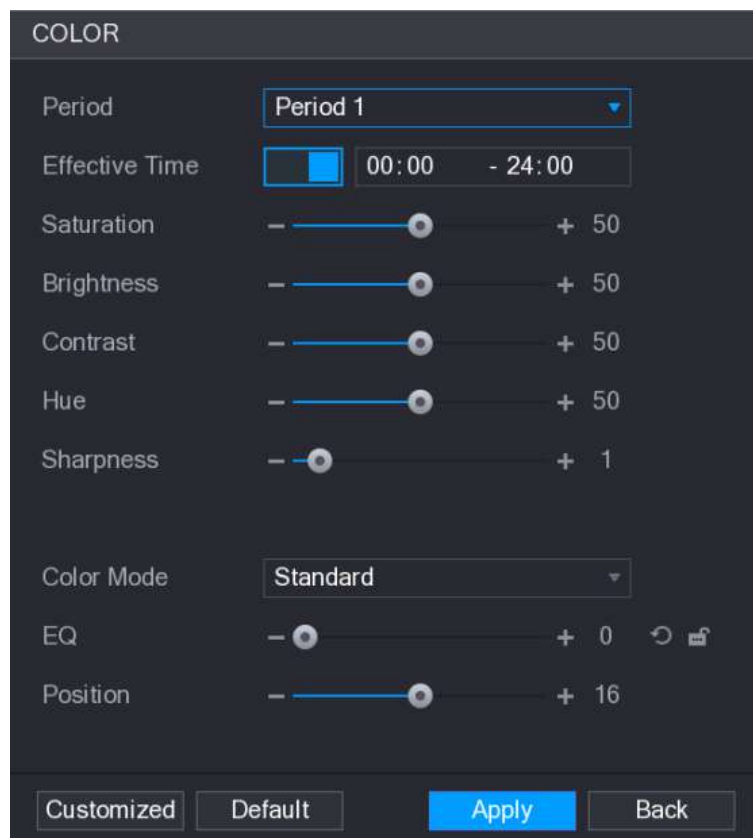 COLOR
Period Period 1
Effective Time 00:00 - 24:00
Saturation - + 50
Brightness - + 50
Contrast - + 50
Hue - + 50
Sharpness - + 1
Color Mode Standard
EQ - + 0
Position - + 16
Customized Default Apply Back